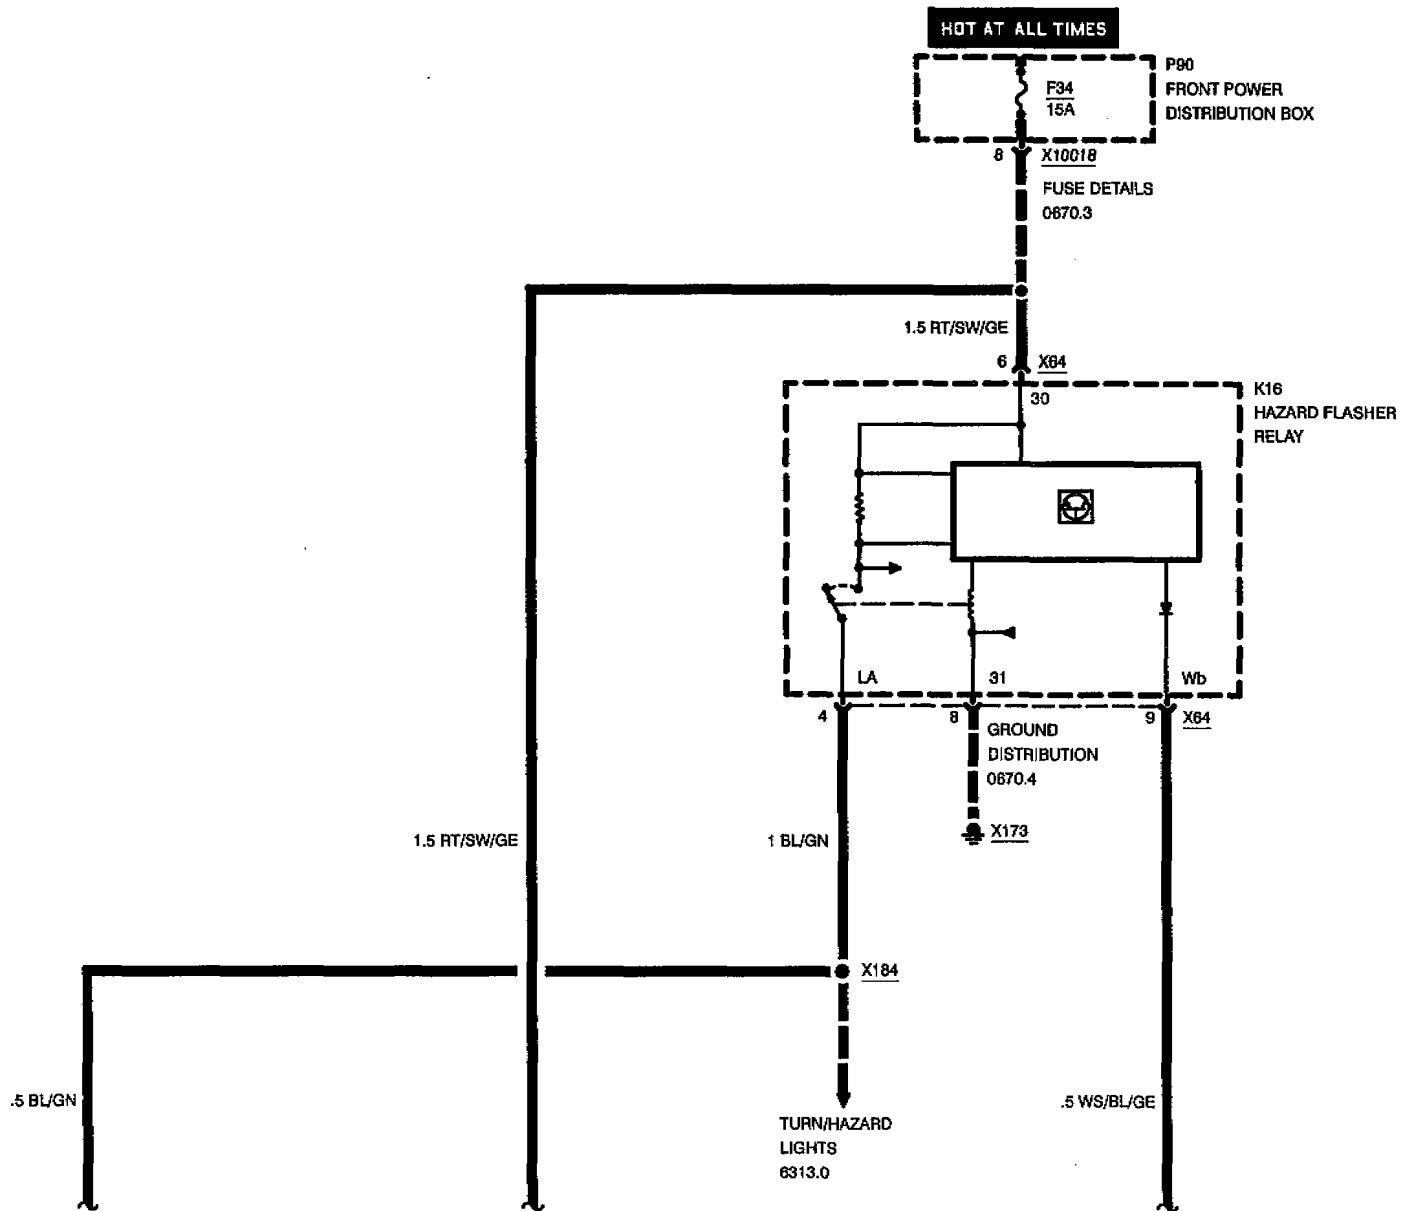 HOT AT ALL TIMES
P90
FRONT POWER
DISTRIBUTION BOX
F34
15A
8
X10018
FUSE DETAILS
0670.3
1.5 RT/SW/GE
6
X64
30
K16
HAZARD FLASHER
RELAY
LA
31
Wb
4
8
9
X64
GROUND
DISTRIBUTION
0670.4
X173
1.5 RT/SW/GE
1 BL/GN
X184
.5 BL/GN
.5 WS/BL/GE
TURN/HAZARD
LIGHTS
6313.0